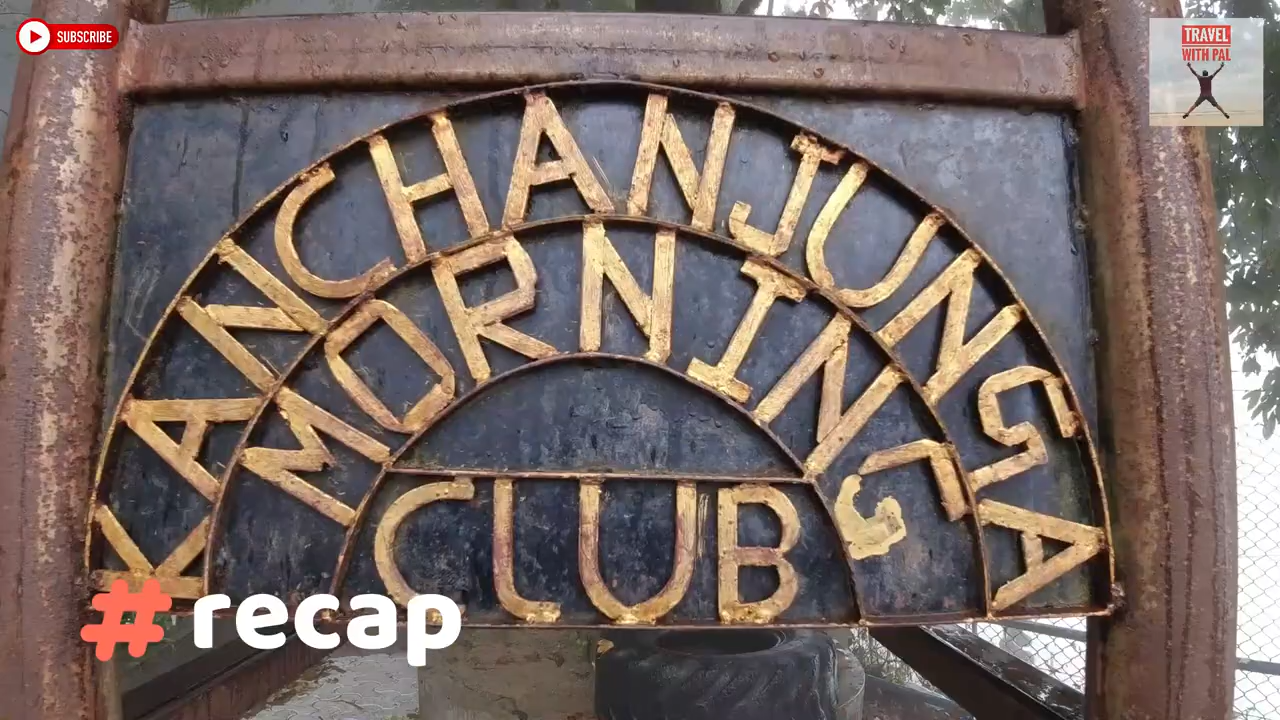 SUBSCRIBE
TRAVEL
WITH PAL
KANCHANJUNGA
MORNING
CLUB
#recap